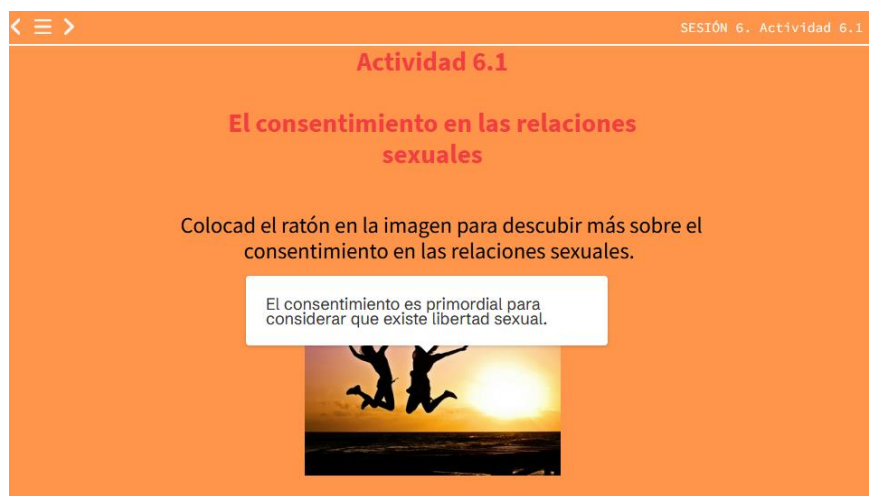 SESIÓN 6. Actividad 6.1
Actividad 6.1
El consentimiento en las relaciones
sexuales
Colocad el ratón en la imagen para descubir más sobre el
consentimiento en las relaciones sexuales.
El consentimiento es primordial para
considerar que existe libertad sexual.